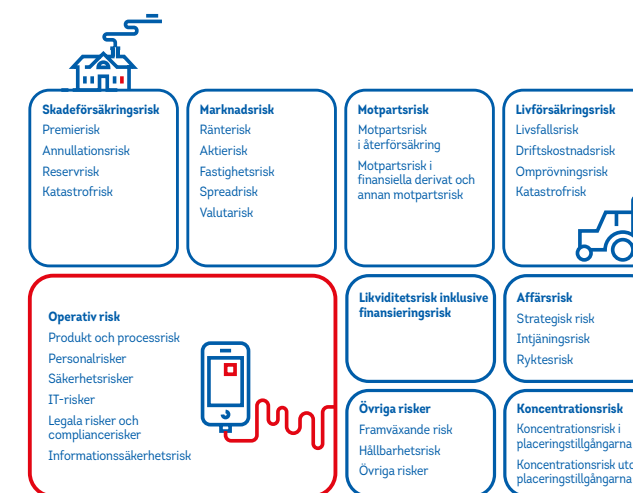 Skadeförsäkringsrisk
Premierisk
Annullationsrisk
Reservrisk
Katastrofrisk
Marknadsrisk
Ränterisk
Aktierisk
Fastighetsrisk
Spreadrisk
Valutarisk
Motpartsrisk
Motpartsrisk
i återförsäkring
Motpartsrisk i
finansiella derivat och
annan motpartsrisk
Livförsäkringsrisk
Livsfallsrisk
Driftskostnadsrisk
Omprövningsrisk
Katastrofrisk
Operativ risk
Produkt och processrisk
Personalrisker
Säkerhetsrisker
IT-risker
Legala risker och
compliancerisker
Informationssäkerhetsrisk
Likviditetsrisk inklusive
finansieringsrisk
Affärsrisk
Strategisk risk
Intjäningsrisk
Ryktesrisk
Övriga risker
Framväxande risk
Hållbarhetsrisk
Övriga risker
Koncentrationsrisk
Koncentrationsrisk i
placeringstillgångarna
Koncentrationsrisk
placeringstillgångarna